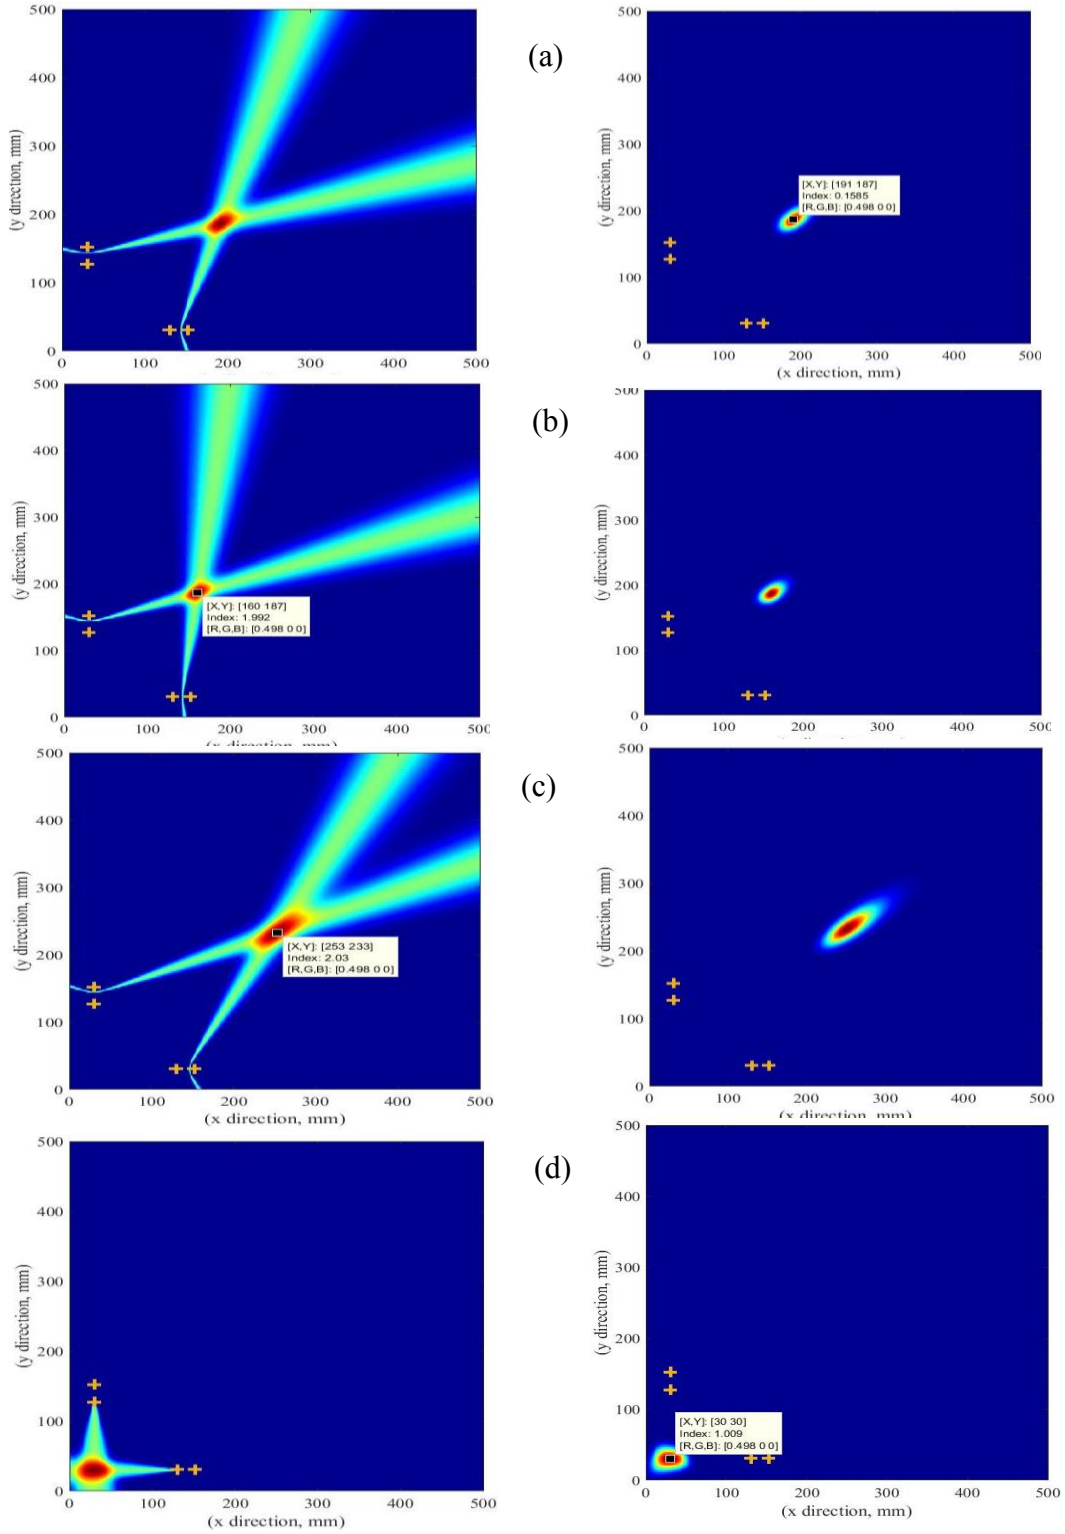 (a)
500
400
300
200
100
0
(y direction, mm)
0 100 200 300 400 500
500
400
300
200
100
0
(y direction, mm)
[X,Y]: [191 187]
Index: 0.1585
[R,G,B]: [0.498 0 0]
0 100 200 300 400 500
(x direction, mm)
(b)
500
400
300
200
100
0
(y direction, mm)
[X,Y]: [160 187]
Index: 1.992
[R,G,B]: [0.498 0 0]
0 100 200 300 400 500
(x direction, mm)
500
400
300
200
100
0
(y direction, mm)
0 100 200 300 400 500
(c)
500
400
300
200
100
0
(y direction, mm)
[X,Y]: [253 233]
Index: 2.03
[R,G,B]: [0.498 0 0]
0 100 200 300 400 500
(x direction, mm)
500
400
300
200
100
0
(y direction, mm)
0 100 200 300 400 500
(x direction, mm)
(d)
500
400
300
200
100
0
(y direction, mm)
0 100 200 300 400 500
(x direction, mm)
500
400
300
200
100
0
(y direction, mm)
[X,Y]: [30 30]
Index: 1.009
[R,G,B]: [0.498 0 0]
0 100 200 300 400 500
(x direction, mm)